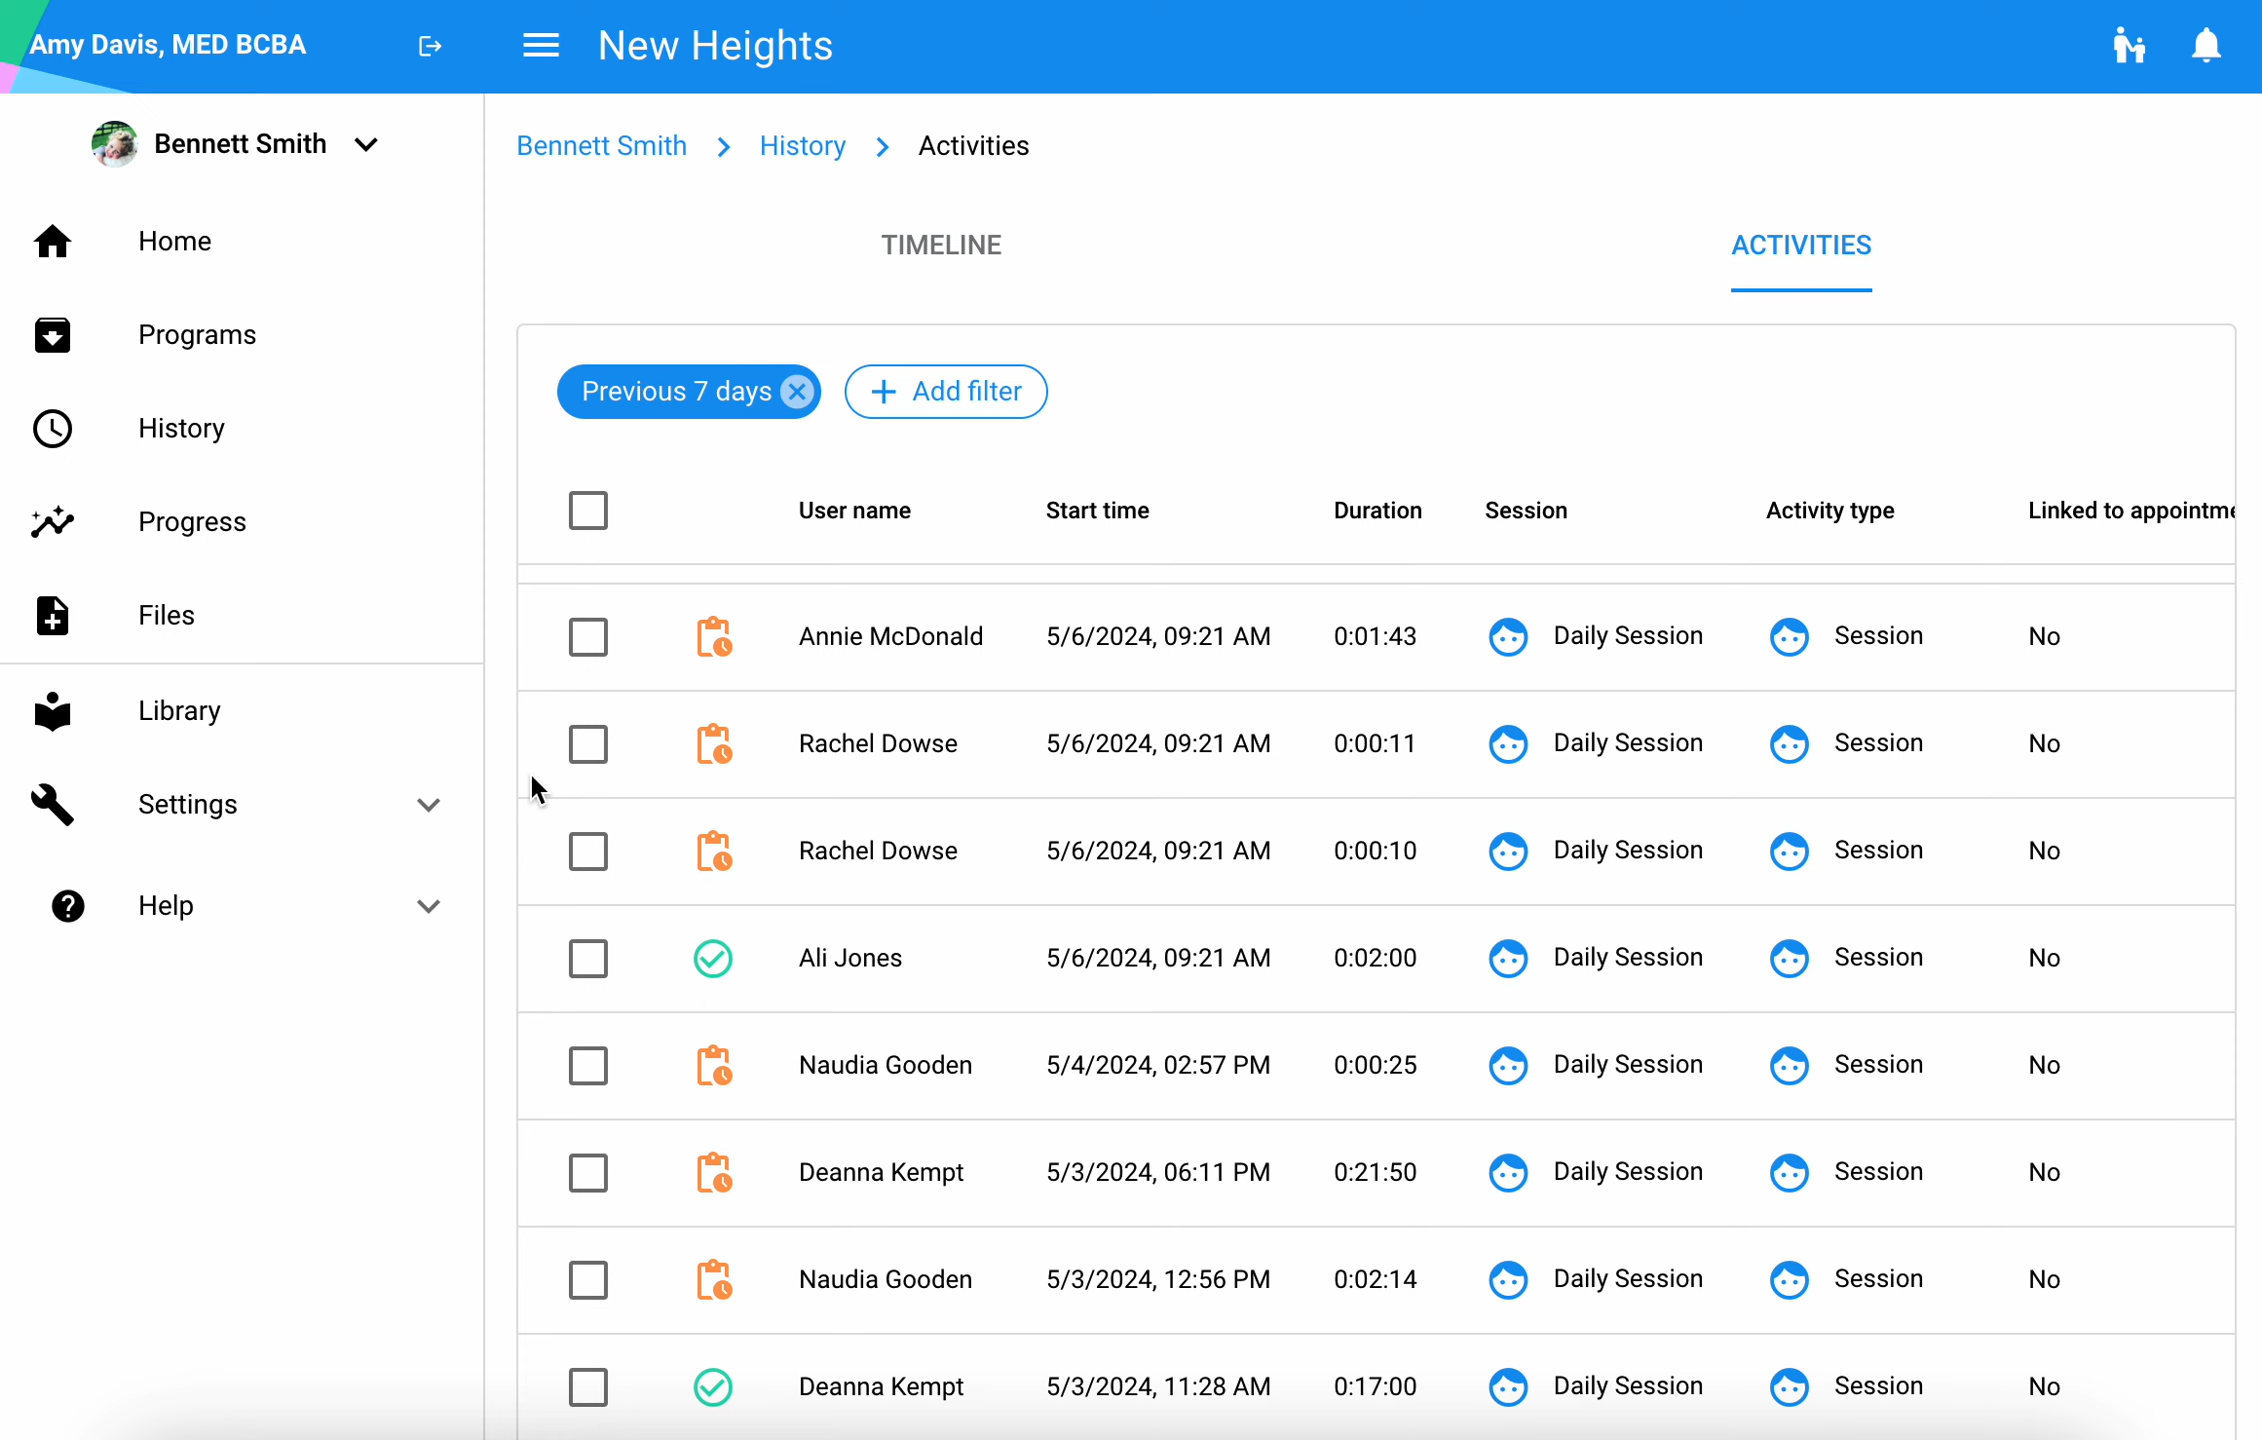 Amy Davis, MED BCBA
New Heights
Bennett Smith
Home
Programs
History
Progress
Files
Library
Settings
Help
Bennett Smith > History > Activities
TIMELINE
ACTIVITIES
Previous 7 days
+ Add filter
User name Start time Duration Session Activity type Linked to appointme
Annie McDonald 5/6/2024, 09:21 AM 0:01:43 Daily Session Session No
Rachel Dowse 5/6/2024, 09:21 AM 0:00:11 Daily Session Session No
Rachel Dowse 5/6/2024, 09:21 AM 0:00:10 Daily Session Session No
Ali Jones 5/6/2024, 09:21 AM 0:02:00 Daily Session Session No
Naudia Gooden 5/4/2024, 02:57 PM 0:00:25 Daily Session Session No
Deanna Kempt 5/3/2024, 06:11 PM 0:21:50 Daily Session Session No
Naudia Gooden 5/3/2024, 12:56 PM 0:02:14 Daily Session Session No
Deanna Kempt 5/3/2024, 11:28 AM 0:17:00 Daily Session Session No